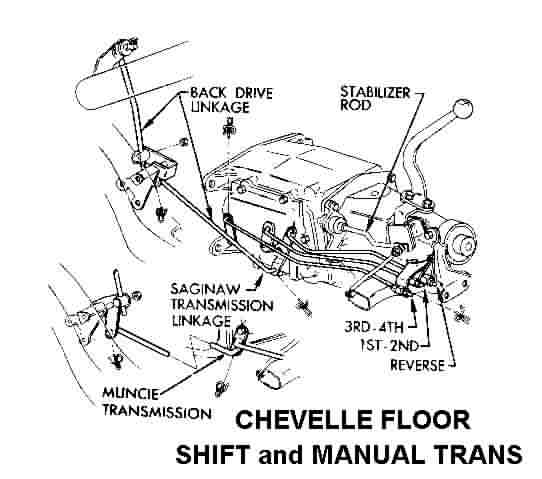 BACK DRIVE
LINKAGE
STABILIZER
ROD
SAGINAW
TRANSMISSION
LINKAGE
3RD-4TH
1ST-2ND
REVERSE
MUNCIE
TRANSMISSION
CHEVELLE FLOOR
SHIFT and MANUAL TRANS